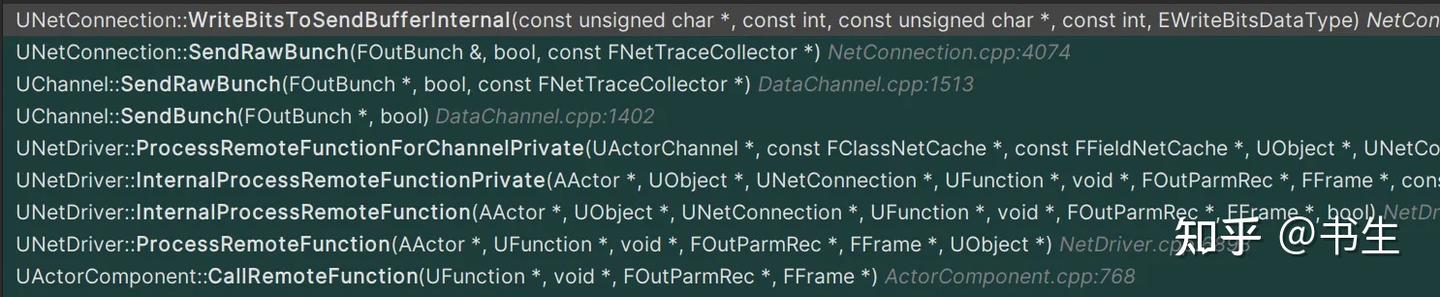 UNetConnection::WriteBitsToSendBufferInternal(const unsigned char *, const int, const unsigned char *, const int, EWriteBitsDataType) NetCon
UNetConnection::SendRawBunch(FOutBunch &, bool, const FNetTraceCollector *) NetConnection.cpp:4074
UChannel::SendRawBunch(FOutBunch *, bool, const FNetTraceCollector *) DataChannel.cpp:1513
UChannel::SendBunch(FOutBunch *, bool) DataChannel.cpp:1402
UNetDriver::ProcessRemoteFunctionForChannelPrivate(UActorChannel *, const FClassNetCache *, const FFieldNetCache *, UObject *, UNetCo
UNetDriver::InternalProcessRemoteFunctionPrivate(AActor *, UObject *, UNetConnection *, UFunction *, void *, FOutParmRec *, FFrame *, cons
UNetDriver::InternalProcessRemoteFunction(AActor *, UObject *, UNetConnection *, UFunction *, void *, FOutParmRec *, FFrame *, bool) NetDr
UNetDriver::ProcessRemoteFunction(AActor *, UFunction *, void *, FOutParmRec *, FFrame *, UObject *) NetDriver.cpp
UActorComponent::CallRemoteFunction(UFunction *, void *, FOutParmRec *, FFrame *) ActorComponent.cpp:768
知乎 @书生